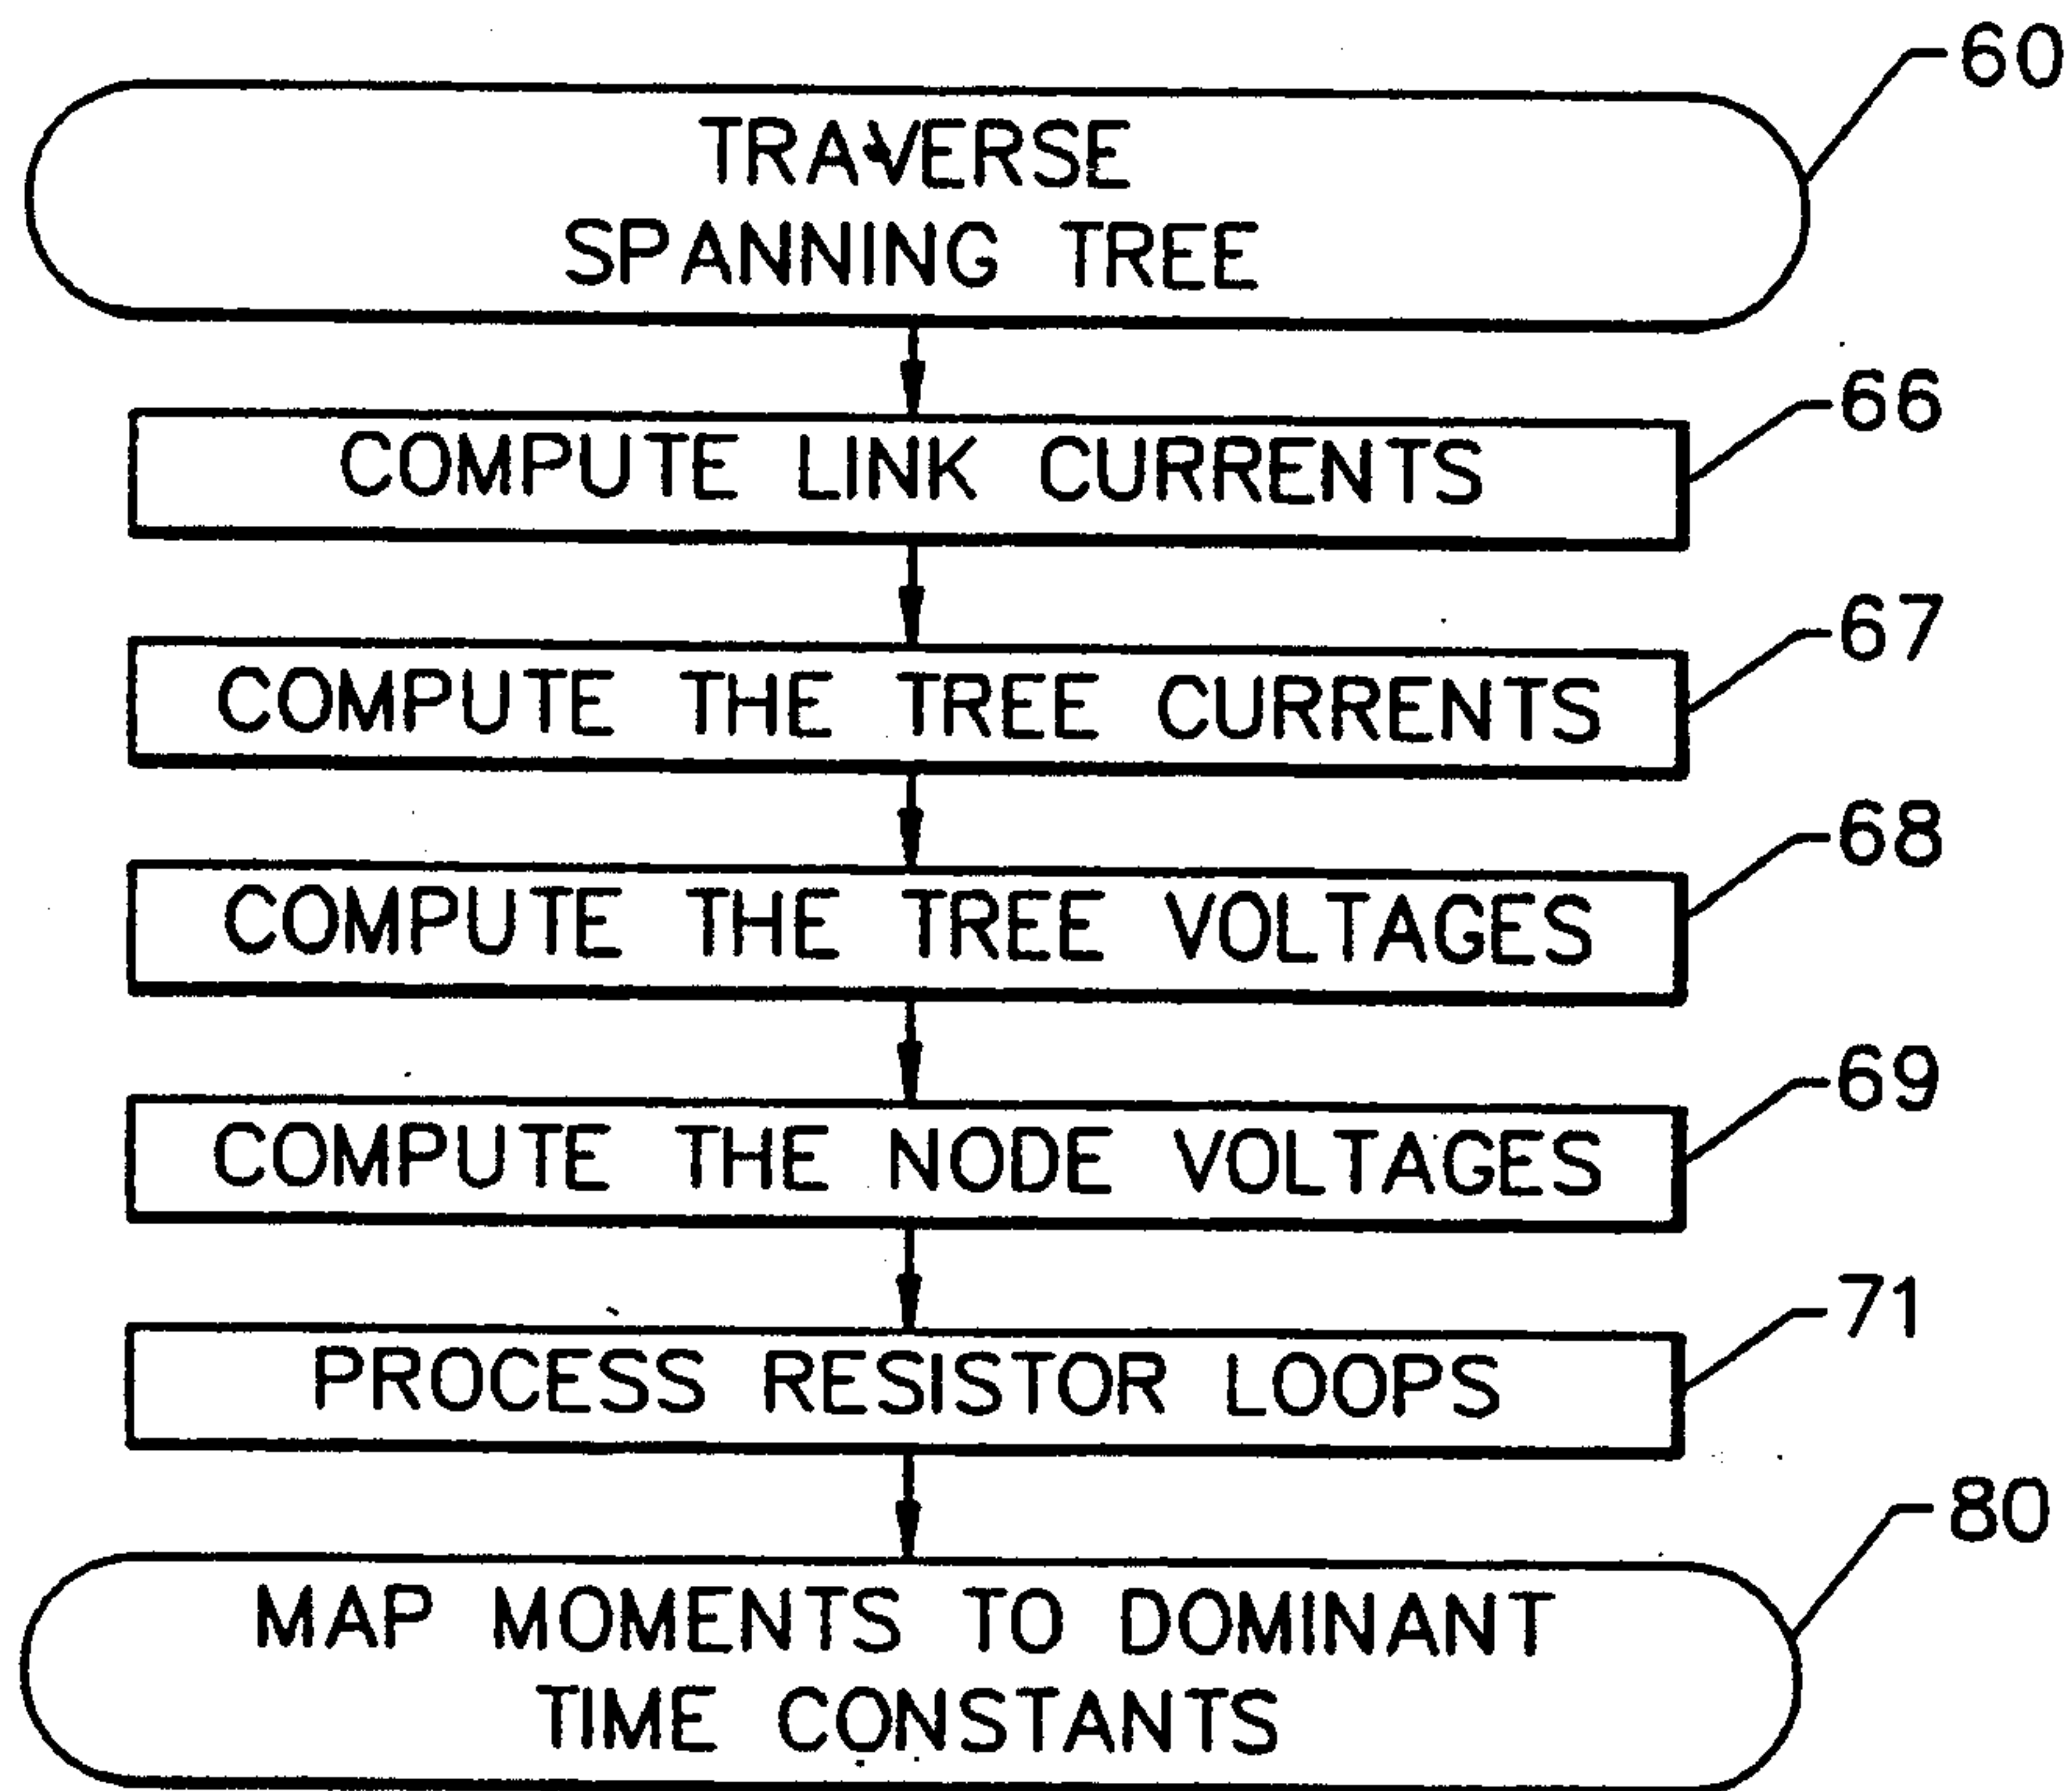 60
TRAVERSE
SPANNING TREE
66
COMPUTE LINK CURRENTS
67
COMPUTE THE TREE CURRENTS
68
COMPUTE THE TREE VOLTAGES
69
COMPUTE THE NODE VOLTAGES
71
PROCESS RESISTOR LOOPS
80
MAP MOMENTS TO DOMINANT
TIME CONSTANTS